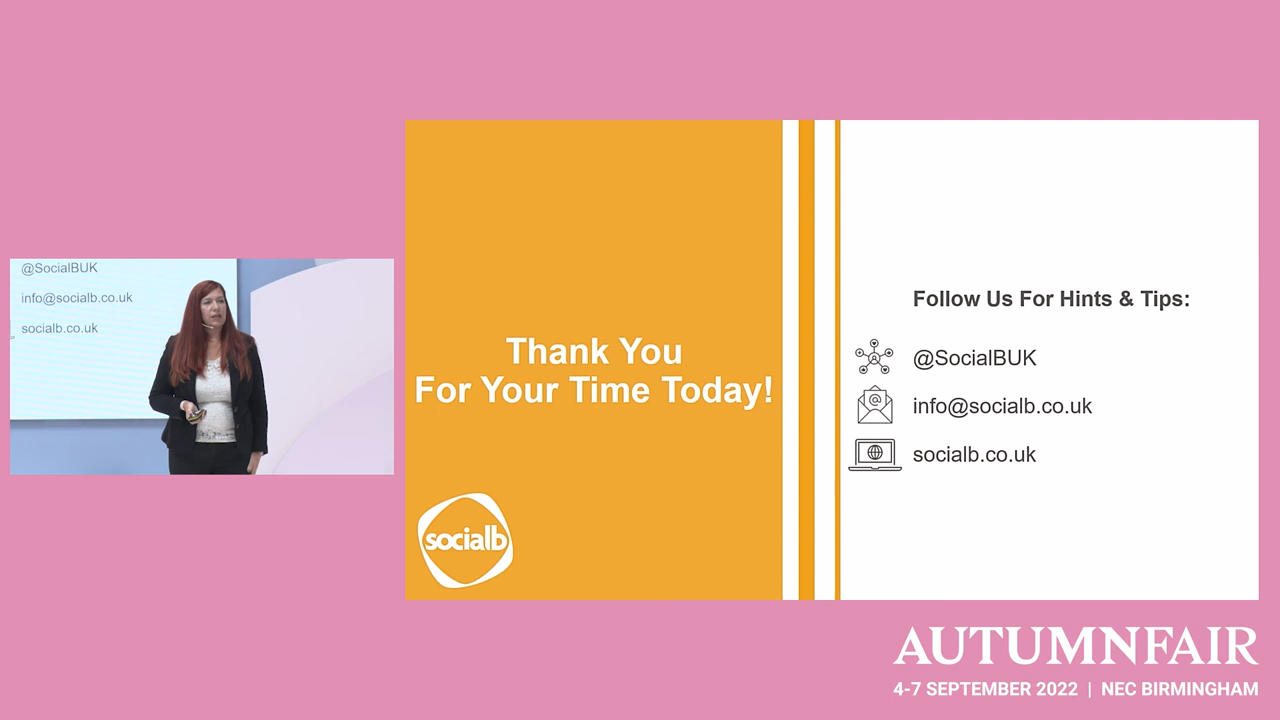 @SocialBUK
info@socialb.co.uk
socialb.co.uk
Thank You
For Your Time Today!
socialb
Follow Us For Hints & Tips:
@SocialBUK
info@socialb.co.uk
socialb.co.uk
AUTUMNFAIR
4-7 SEPTEMBER 2022 | NEC BIRMINGHAM